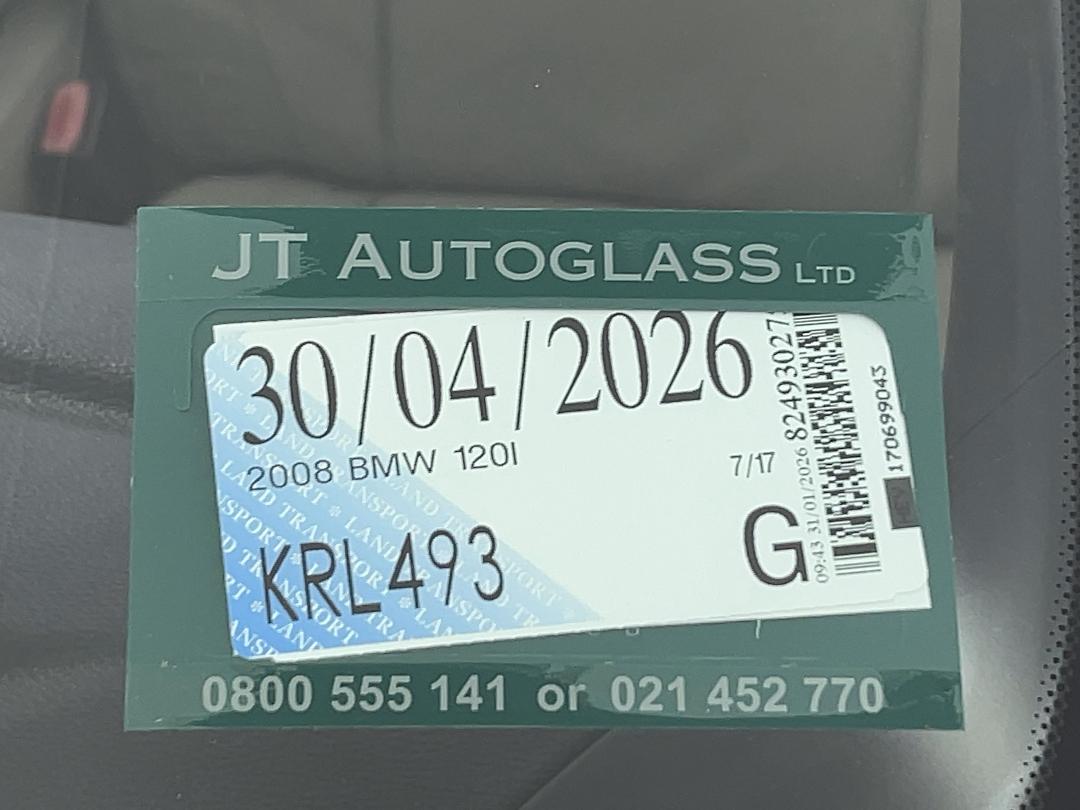 JT AUTOGLASS LTD
30/04/2026
2008 BMW 120I
7/17
KRL493
G
09:43 31/01/2026
170699043
0800 555 141 or 021 452 770